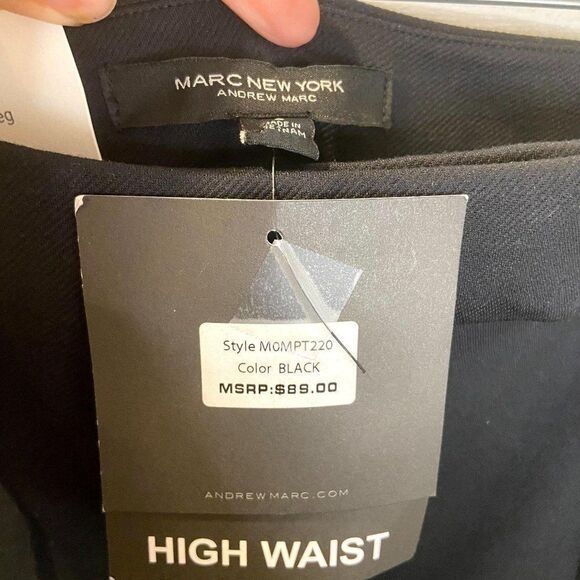 MARC NEW YORK
ANDREW MARC
MADE IN
VIETNAM
eg
Style M0MPT220
Color BLACK
MSRP:$89.00
ANDREWMARC.COM
HIGH WAIST